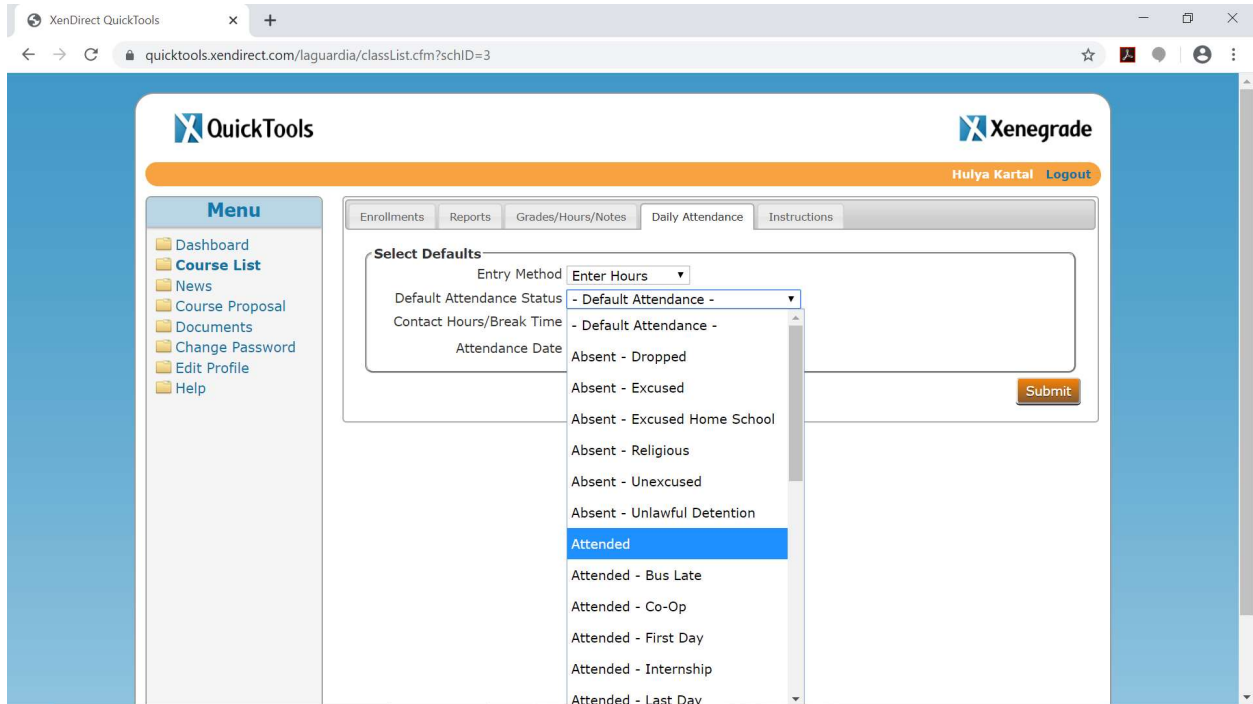 XenDirect QuickTools
quicktools.xendirect.com/laguardia/classList.cfm?schID=3
QuickTools
Xenegrade
Hulya Kartal Logout
Menu
Dashboard
Course List
News
Course Proposal
Documents
Change Password
Edit Profile
Help
Enrollments Reports Grades/Hours/Notes Daily Attendance Instructions
Select Defaults
Entry Method Enter Hours
Default Attendance Status - Default Attendance -
Contact Hours/Break Time
Attendance Date
- Default Attendance -
Absent - Dropped
Absent - Excused
Absent - Excused Home School
Absent - Religious
Absent - Unexcused
Absent - Unlawful Detention
Attended
Attended - Bus Late
Attended - Co-Op
Attended - First Day
Attended - Internship
Attended - Last Day
Submit